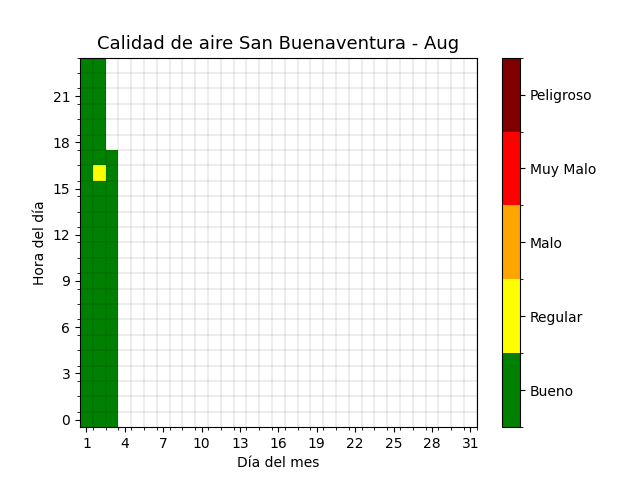 Calidad de aire San Buenaventura - Aug
Hora del día
21
18
15
12
9
6
3
0
1 4 7 10 13 16 19 22 25 28 31
Día del mes
Peligroso
Muy Malo
Malo
Regular
Bueno